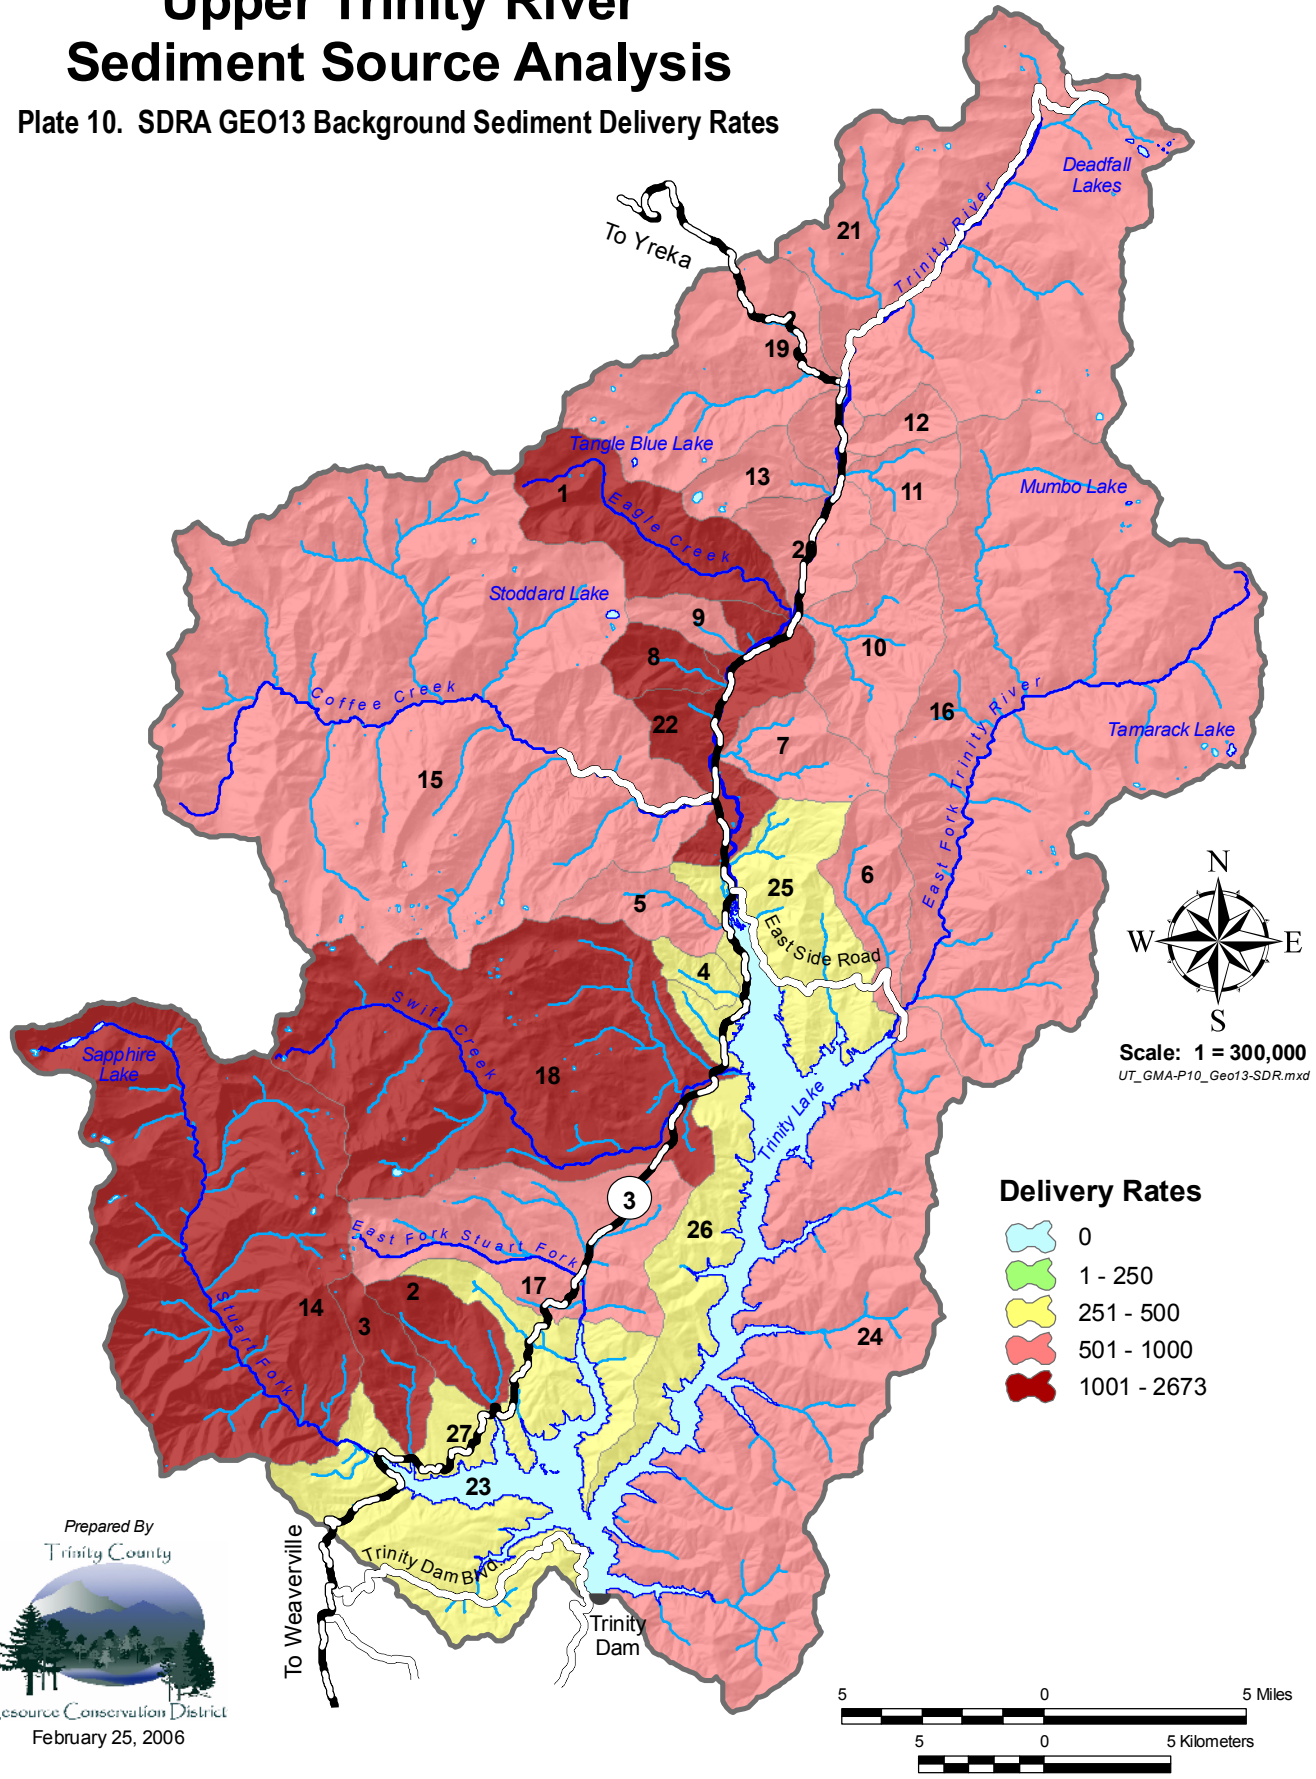 Upper Trinity River
Sediment Source Analysis
Plate 10. SDRA GEO13 Background Sediment Delivery Rates
Deadfall
Lakes
21
Trinity River
To Yreka
19
12
Tangle Blue Lake
13
11
Mumbo Lake
1
Eagle Creek
20
Stoddard Lake
9
10
8
Coffee Creek
16
22
7
Tamarack Lake
East Fork Trinity River
15
6
25
5
East Side Road
4
N
W
E
S
Scale: 1 = 300,000
UT_GMA-P10_Geo13-SDR.mxd
Swift Creek
Sapphire
Lake
18
Trinity Lake
3
26
East Fork Stuart Fork
17
2
14
3
Stuart Fork
24
27
23
Delivery Rates
0
1 - 250
251 - 500
501 - 1000
1001 - 2673
To Weaverville
Trinity Dam Blvd.
Trinity
Dam
Prepared By
Trinity County
esource Conservation District
February 25, 2006
5 0 5 Miles
5 0 5 Kilometers